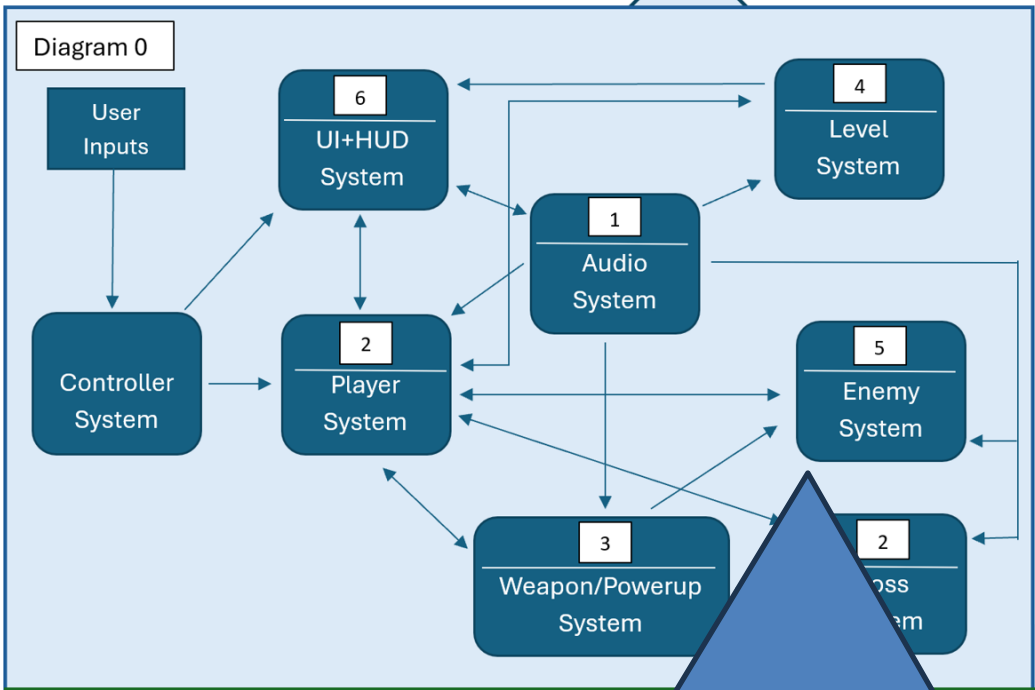 Diagram 0
User
Inputs
6
UI+HUD
System
4
Level
System
1
Audio
System
Controller
System
2
Player
System
5
Enemy
System
3
Weapon/Powerup
System
2